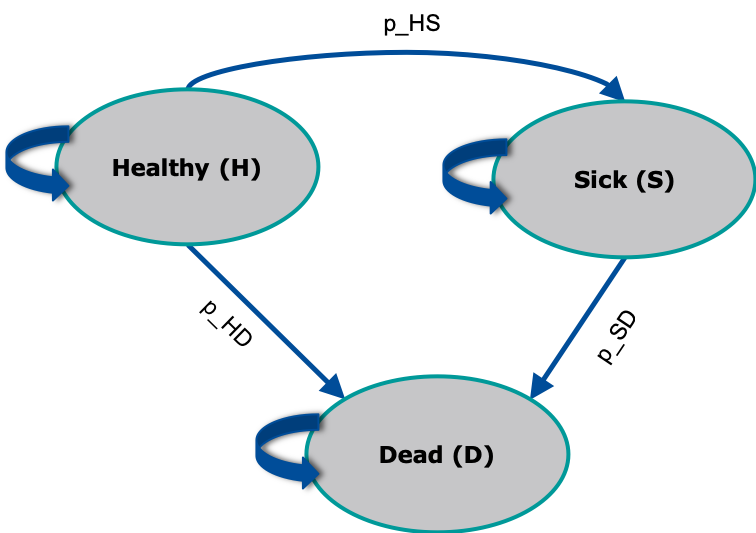 p_HS
Healthy (H)
Sick (S)
p_HD
p_SD
Dead (D)